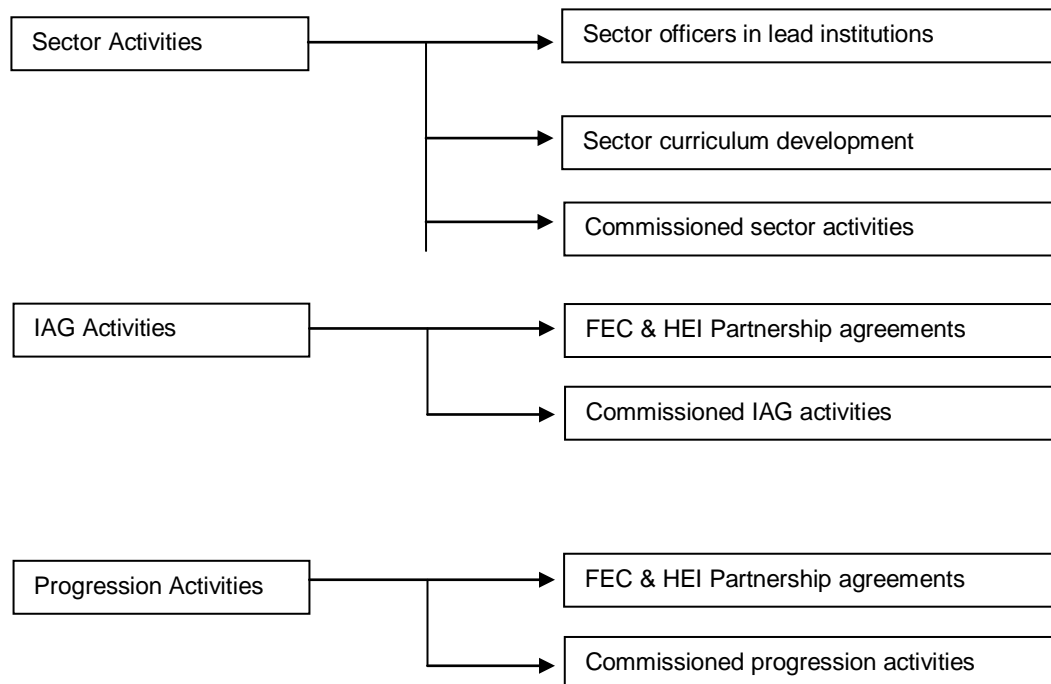 Sector Activities
Sector officers in lead institutions
Sector curriculum development
Commissioned sector activities
IAG Activities
FEC & HEI Partnership agreements
Commissioned IAG activities
Progression Activities
FEC & HEI Partnership agreements
Commissioned progression activities